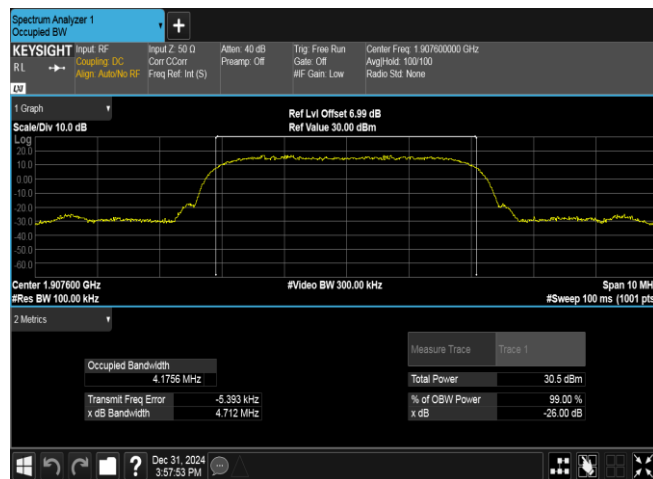 Spectrum Analyzer 1
Occupied BW
+
KEYSIGHT
RL
LXI
Input: RF
Coupling: DC
Align: Auto/No RF
Input Z: 50 Ω
Corr CCorr
Freq Ref: Int (S)
Atten: 40 dB
Preamp: Off
Trig: Free Run
Gate: Off
#IF Gain: Low
Center Freq: 1.907600000 GHz
Avg|Hold: 100/100
Radio Std: None
1 Graph
Scale/Div 10.0 dB
Ref Lvl Offset 6.99 dB
Ref Value 30.00 dBm
Log
20.0
10.0
0.00
-10.0
-20.0
-30.0
-40.0
-50.0
-60.0
Center 1.907600 GHz
#Res BW 100.00 kHz
#Video BW 300.00 kHz
Span 10 MH
#Sweep 100 ms (1001 pts
2 Metrics
Measure Trace Trace 1
Occupied Bandwidth
4.1756 MHz
Total Power 30.5 dBm
Transmit Freq Error -5.393 kHz
% of OBW Power 99.00 %
x dB Bandwidth 4.712 MHz
x dB -26.00 dB
?
Dec 31, 2024
3:57:53 PM